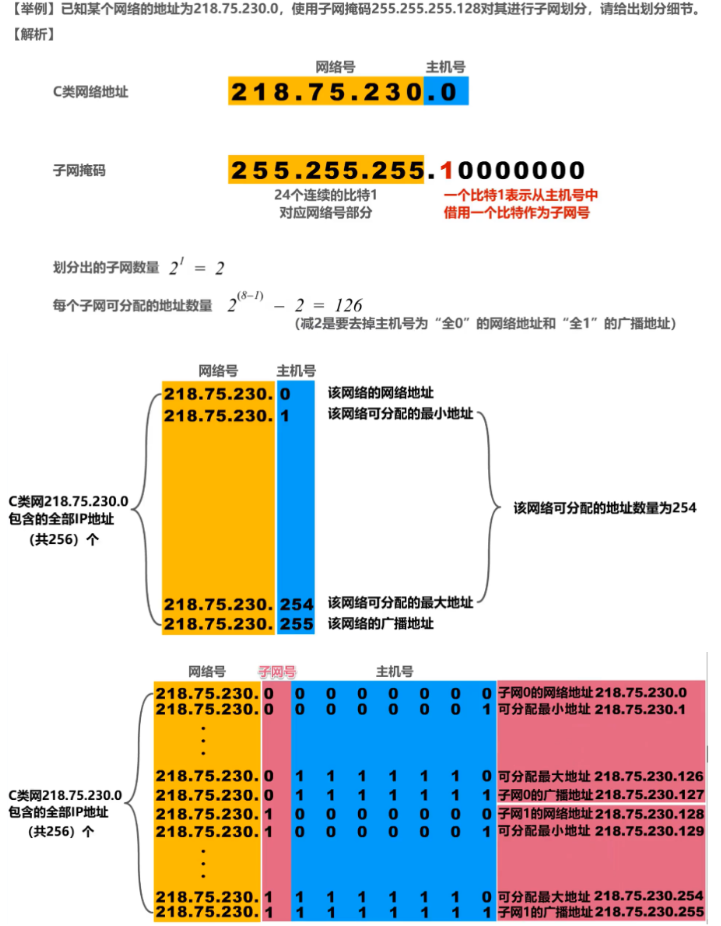 【举例】已知某个网络的地址为218.75.230.0，使用子网掩码255.255.255.128对其进行子网划分，请给出划分细节。
【解析】
网络号 主机号
C类网络地址 218.75.230.0
子网掩码 255.255.255.10000000
24个连续的比特1 一个比特1表示从主机号中
对应网络号部分 借用一个比特作为子网号
划分出的子网数量 2^1 = 2
每个子网可分配的地址数量 2^(8-1) - 2 = 126
（减2是要去掉主机号为“全0”的网络地址和“全1”的广播地址）
网络号 主机号
218.75.230. 0 该网络的网络地址
218.75.230. 1 该网络可分配的最小地址
C类网218.75.230.0
包含的全部IP地址
（共256）个
该网络可分配的地址数量为254
218.75.230. 254 该网络可分配的最大地址
218.75.230. 255 该网络的广播地址
网络号 子网号 主机号
218.75.230. 0 0 0 0 0 0 0 0 子网0的网络地址 218.75.230.0
218.75.230. 0 0 0 0 0 0 0 1 可分配最小地址 218.75.230.1
218.75.230. 0 1 1 1 1 1 1 0 可分配最大地址 218.75.230.126
218.75.230. 0 1 1 1 1 1 1 1 子网0的广播地址 218.75.230.127
C类网218.75.230.0
包含的全部IP地址
（共256）个
218.75.230. 1 0 0 0 0 0 0 0 子网1的网络地址 218.75.230.128
218.75.230. 1 0 0 0 0 0 0 1 可分配最小地址 218.75.230.129
218.75.230. 1 1 1 1 1 1 1 0 可分配最大地址 218.75.230.254
218.75.230. 1 1 1 1 1 1 1 1 子网1的广播地址 218.75.230.255